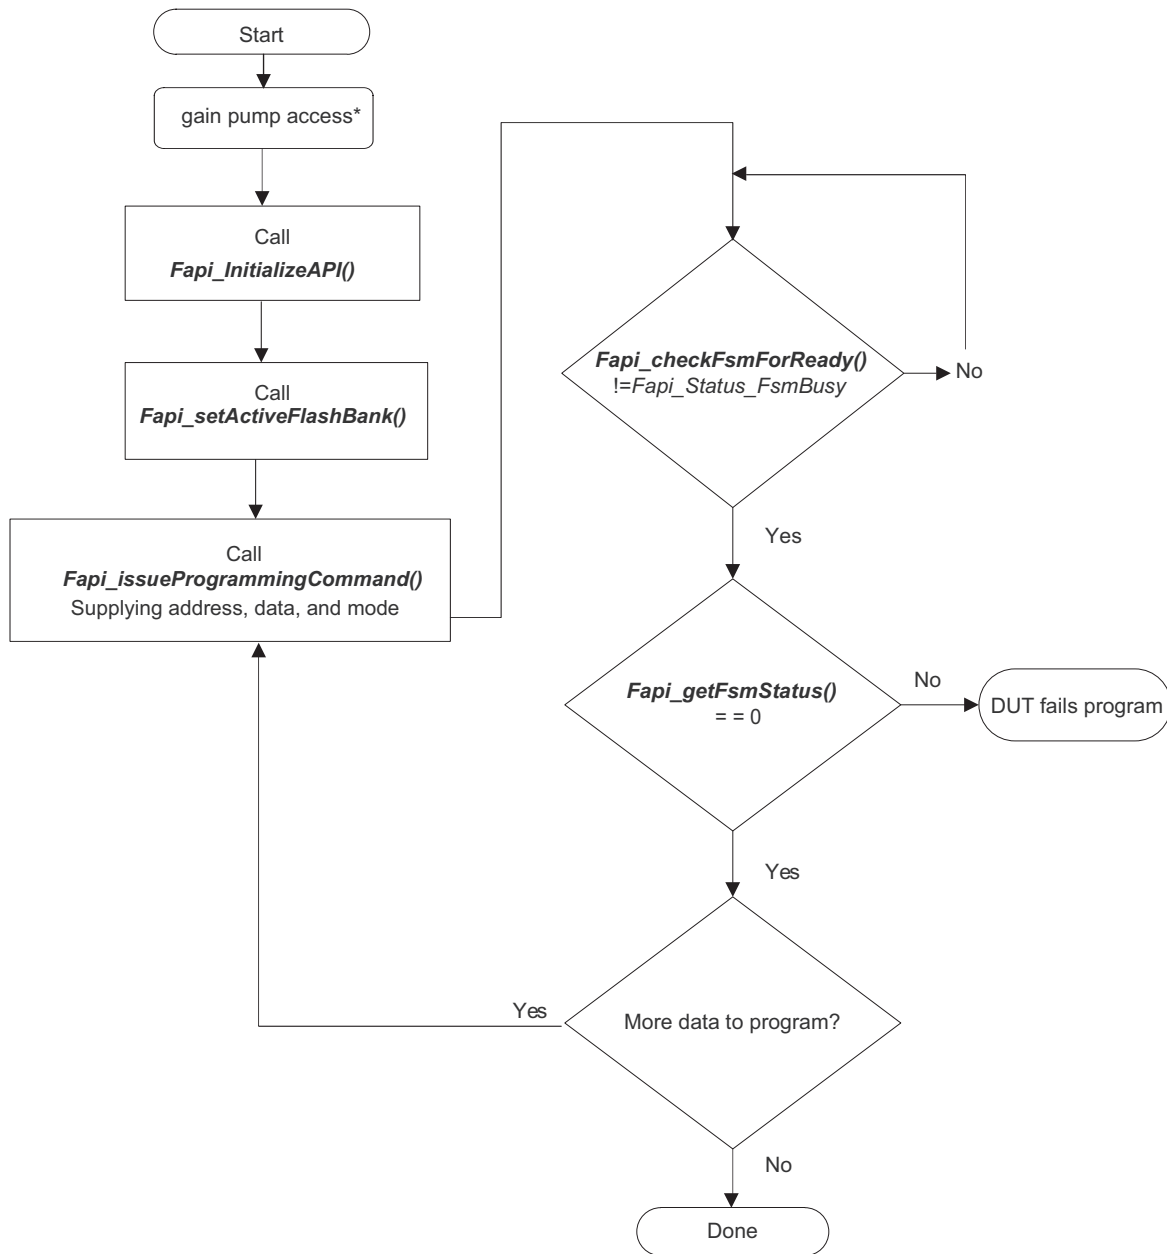 Start
gain pump access*
Call
Fapi_InitializeAPI()
Call
Fapi_setActiveFlashBank()
Call
Fapi_issueProgrammingCommand()
Supplying address, data, and mode
Fapi_checkFsmForReady()
!=Fapi_Status_FsmBusy
No
Yes
Fapi_getFsmStatus()
= = 0
No
DUT fails program
Yes
More data to program?
Yes
No
Done